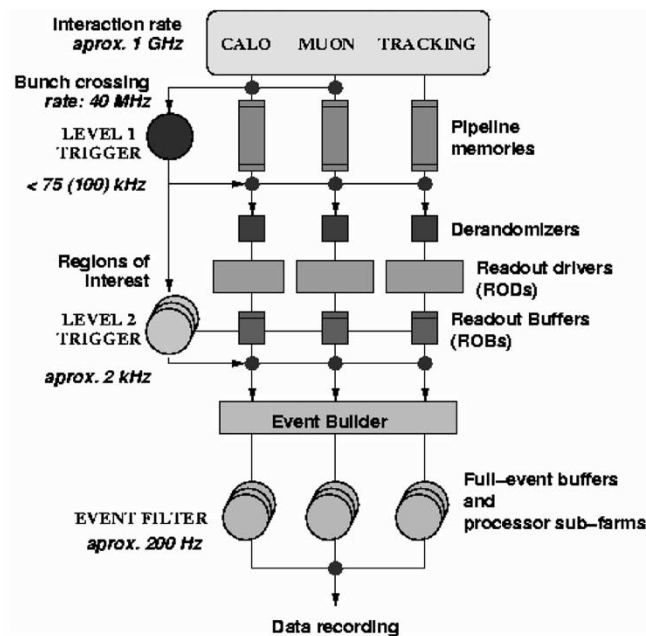 Interaction rate
aprox. 1 GHz
CALO MUON TRACKING
Bunch crossing
rate: 40 MHz
LEVEL 1
TRIGGER
Pipeline
memories
< 75 (100) kHz
Derandomizers
Regions of
interest
Readout drivers
(RODs)
LEVEL 2
TRIGGER
Readout Buffers
(ROBs)
aprox. 2 kHz
Event Builder
EVENT FILTER
aprox. 200 Hz
Full-event buffers
and
processor sub-farms
Data recording